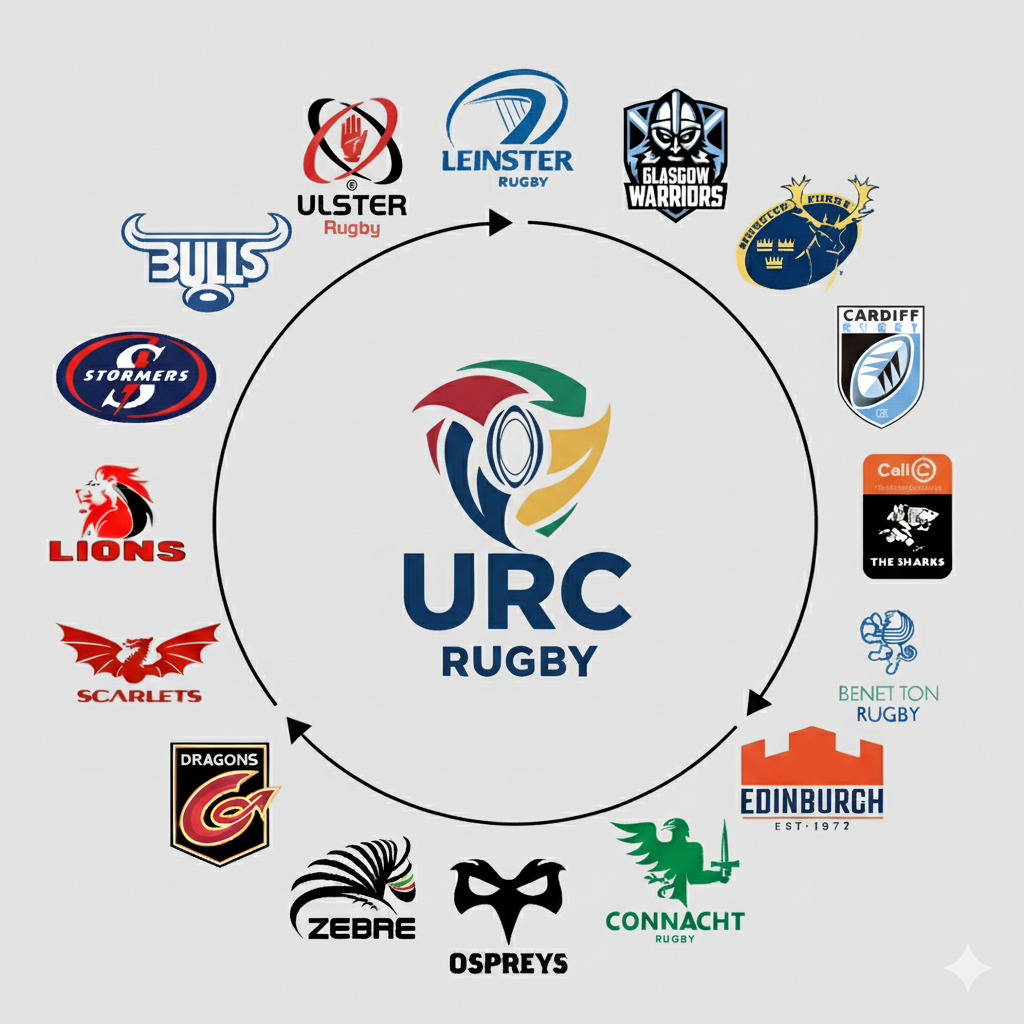 LEINSTER
RUGBY
GLASGOW
WARRIORS
CARDIFF
Call C
THE SHARKS
BENET TON
RUGBY
EDINBURGH
EST·1972
CONNACHT
RUGBY
OSPREYS
ZEBRE
DRAGONS
SCARLETS
LIONS
STORMERS
BULLS
ULSTER
Rugby
URC
RUGBY